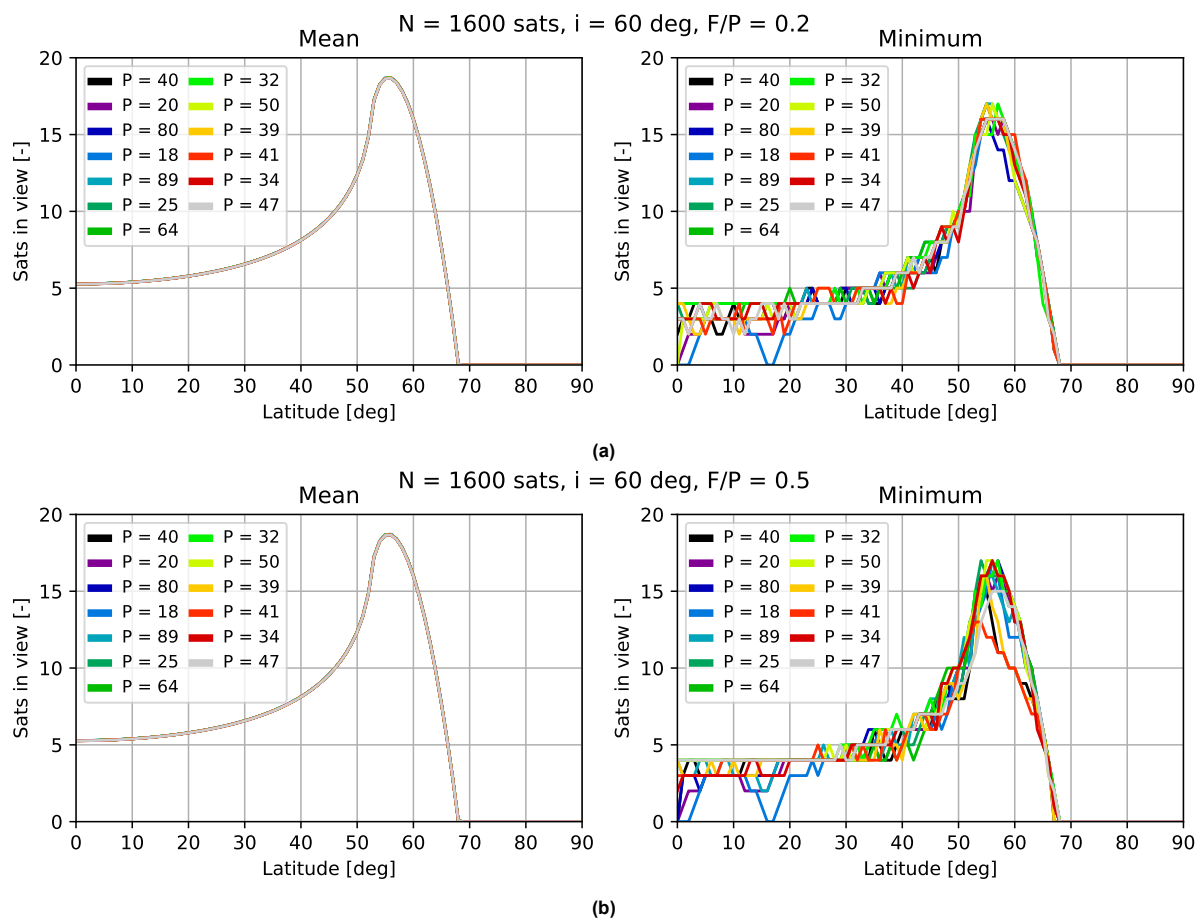 N = 1600 sats, i = 60 deg, F/P = 0.2
Mean
20
15
10
5
0
Sats in view [-]
P = 40
P = 20
P = 80
P = 18
P = 89
P = 25
P = 64
P = 32
P = 50
P = 39
P = 41
P = 34
P = 47
0 10 20 30 40 50 60 70 80 90
Latitude [deg]
Minimum
20
15
10
5
0
Sats in view [-]
P = 40
P = 20
P = 80
P = 18
P = 89
P = 25
P = 64
P = 32
P = 50
P = 39
P = 41
P = 34
P = 47
0 10 20 30 40 50 60 70 80 90
Latitude [deg]
(a)
N = 1600 sats, i = 60 deg, F/P = 0.5
Mean
20
15
10
5
0
Sats in view [-]
P = 40
P = 20
P = 80
P = 18
P = 89
P = 25
P = 64
P = 32
P = 50
P = 39
P = 41
P = 34
P = 47
0 10 20 30 40 50 60 70 80 90
Latitude [deg]
Minimum
20
15
10
5
0
Sats in view [-]
P = 40
P = 20
P = 80
P = 18
P = 89
P = 25
P = 64
P = 32
P = 50
P = 39
P = 41
P = 34
P = 47
0 10 20 30 40 50 60 70 80 90
Latitude [deg]
(b)